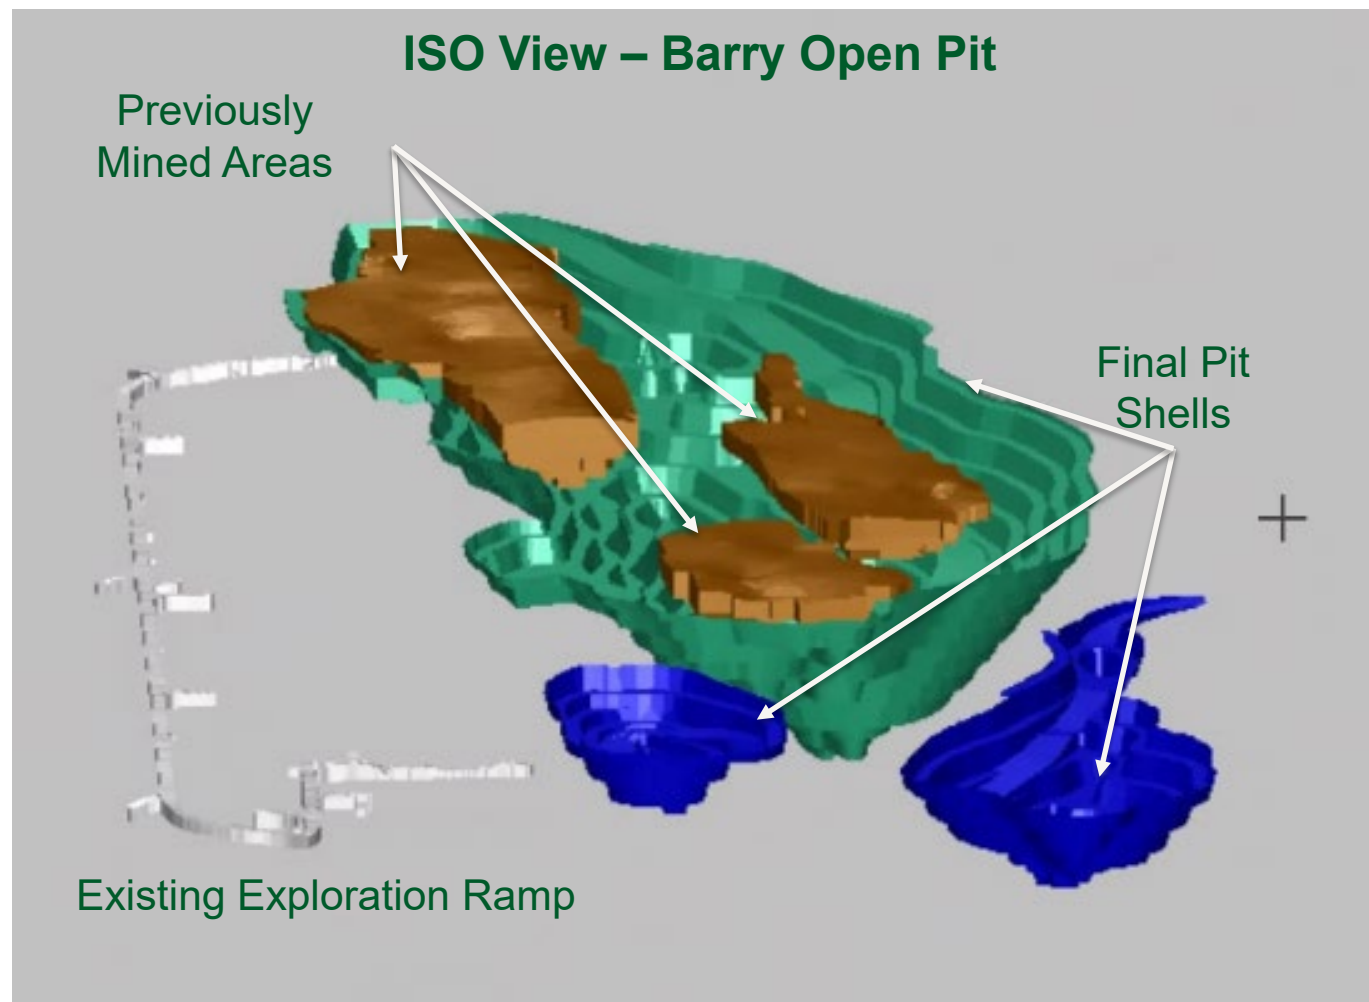 ISO View – Barry Open Pit
Previously
Mined Areas
Final Pit
Shells
Existing Exploration Ramp